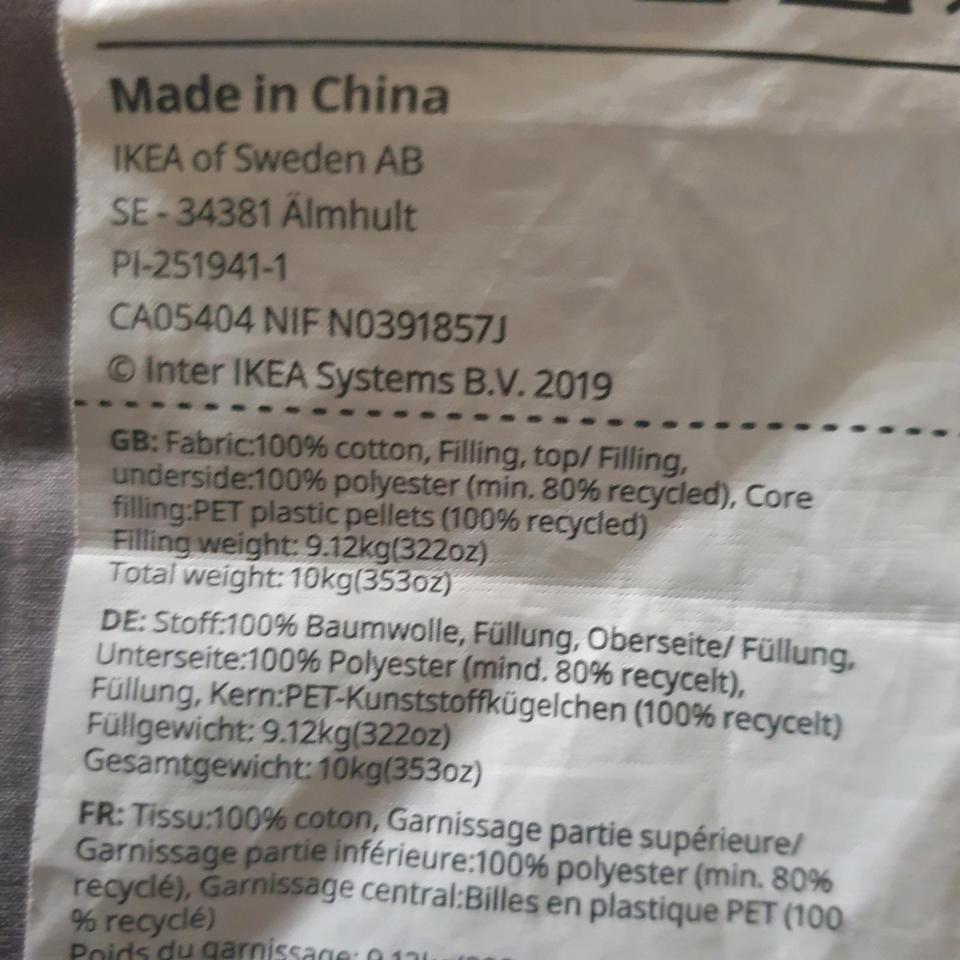 Made in China
IKEA of Sweden AB
SE - 34381 Älmhult
PI-251941-1
CA05404 NIF N0391857J
© Inter IKEA Systems B.V. 2019
GB: Fabric:100% cotton, Filling, top/ Filling,
underside:100% polyester (min. 80% recycled), Core
filling:PET plastic pellets (100% recycled)
Filling weight: 9.12kg(322oz)
Total weight: 10kg(353oz)
DE: Stoff:100% Baumwolle, Füllung, Oberseite/ Füllung,
Unterseite:100% Polyester (mind. 80% recycelt),
Füllung, Kern:PET-Kunststoffkügelchen (100% recycelt)
Füllgewicht: 9.12kg(322oz)
Gesamtgewicht: 10kg(353oz)
FR: Tissu:100% coton, Garnissage partie supérieure/
Garnissage partie inférieure:100% polyester (min. 80%
recyclé), Garnissage central:Billes en plastique PET (100
% recyclé)
Poids du garnissage: